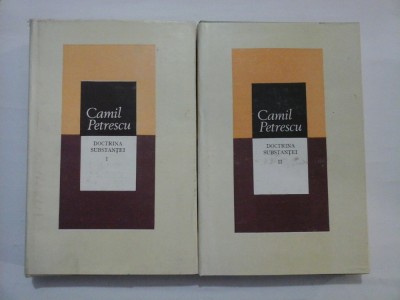 Camil
Petrescu
DOCTRINA
SUBSTANȚEI
I
Camil
Petrescu
DOCTRINA
SUBSTANȚEI
II